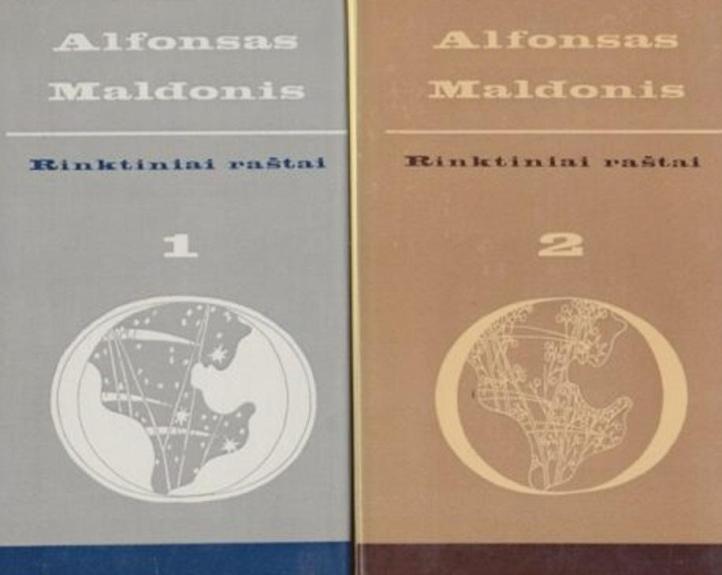 Alfonsas
Maldonis
Rinktiniai raštai
1
Alfonsas
Maldonis
Rinktiniai raštai
2